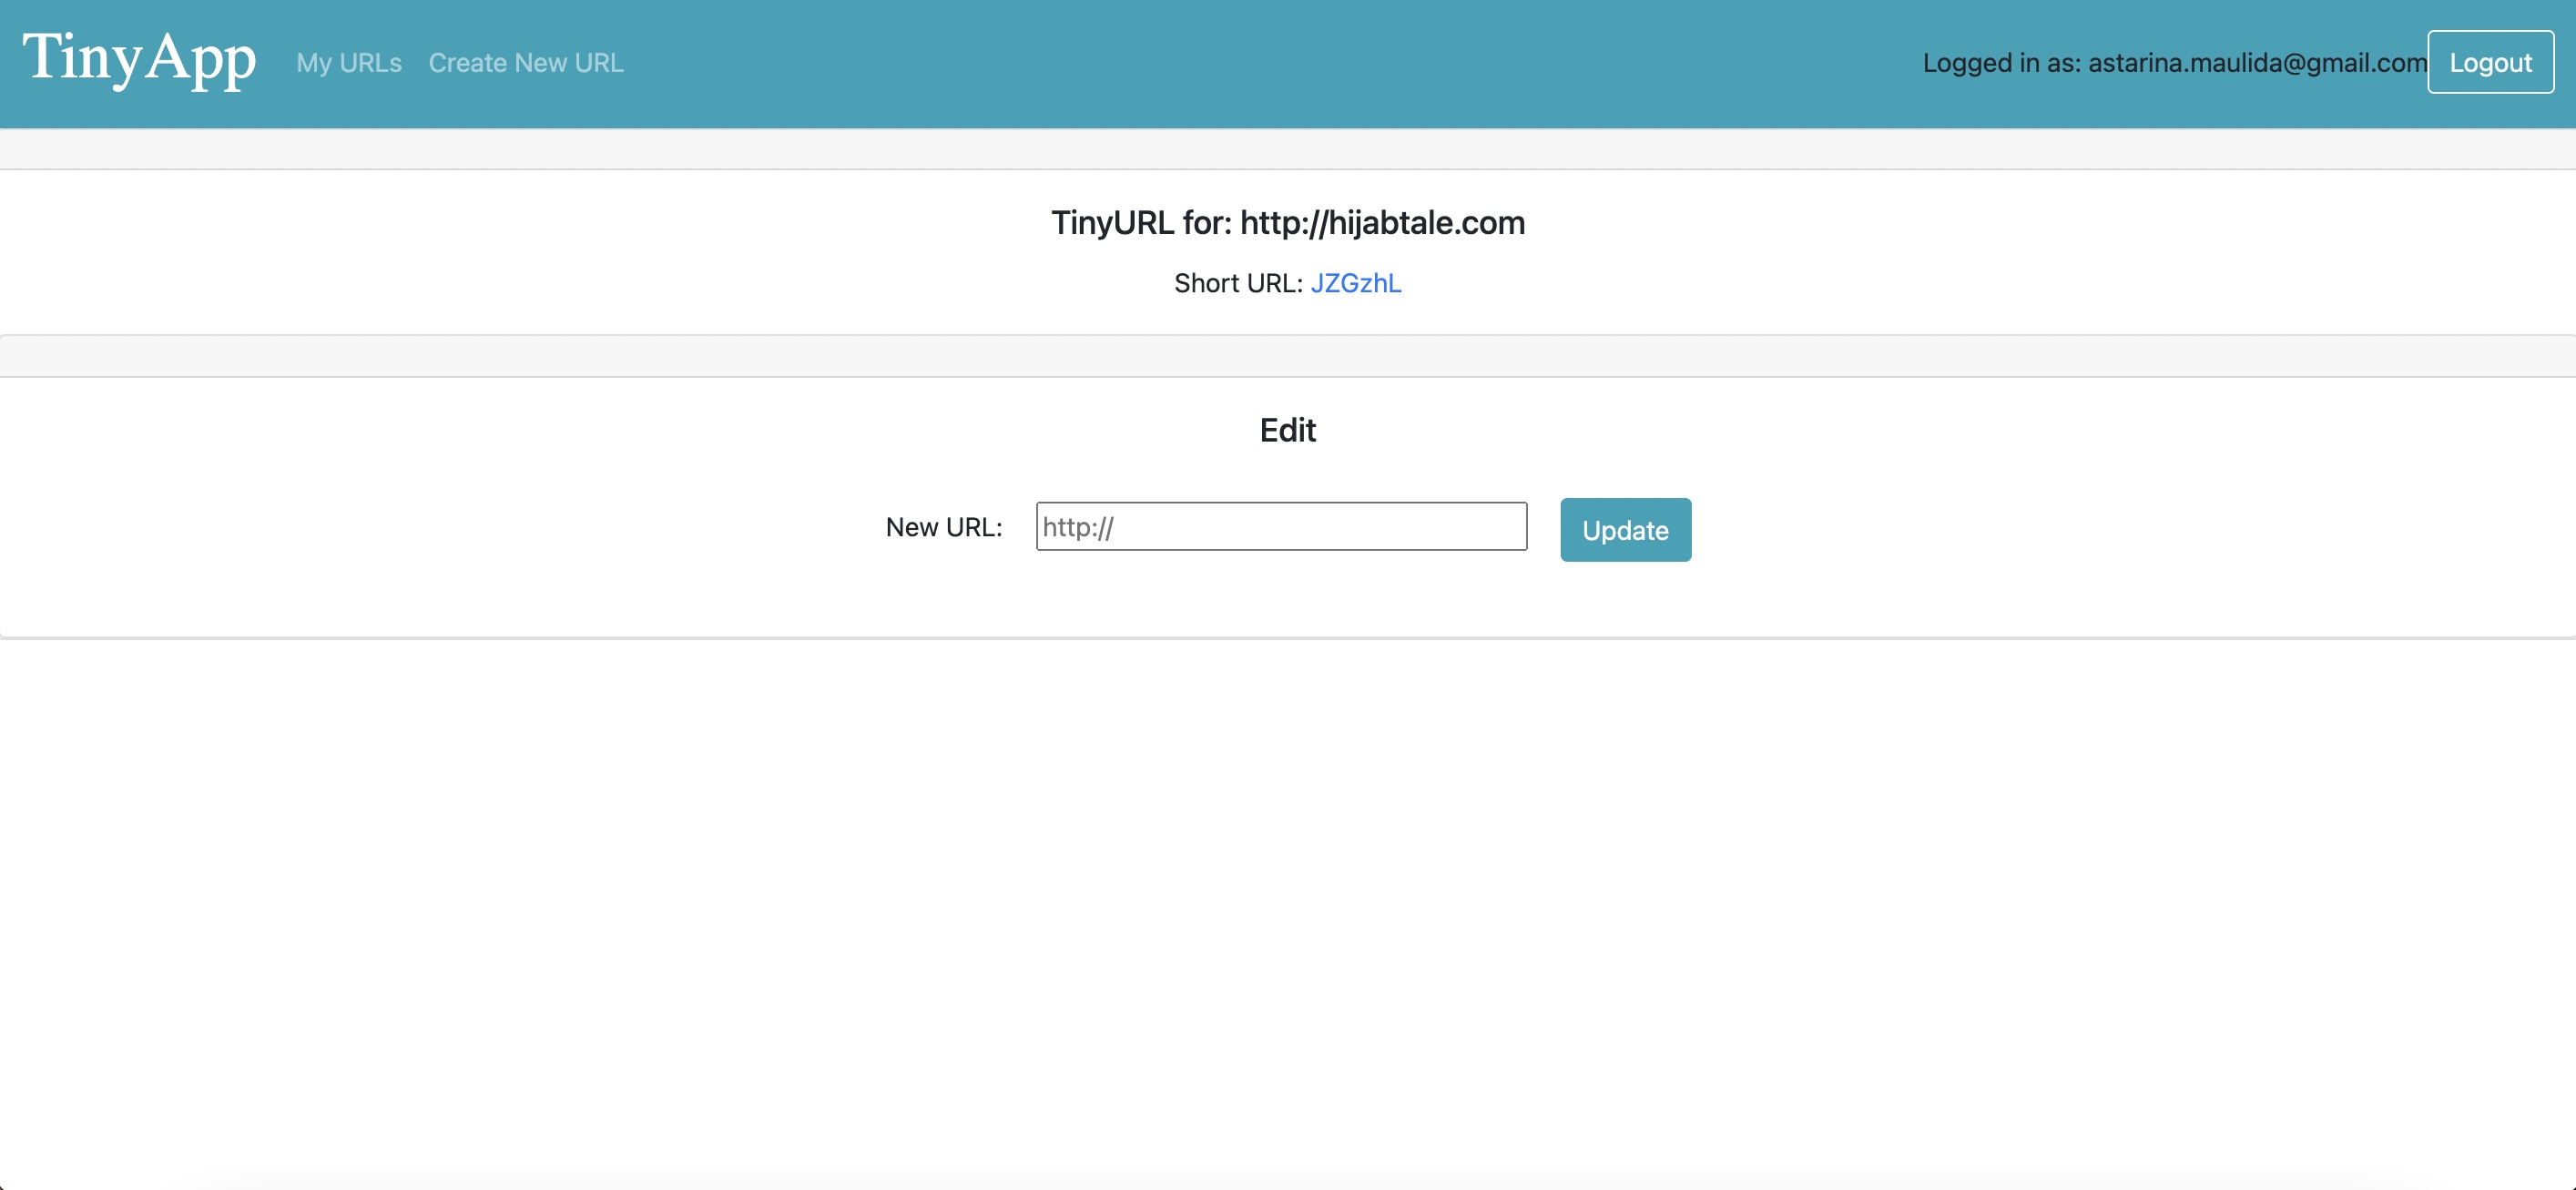 TinyApp My URLs Create New URL Logged in as: astarina.maulida@gmail.com Logout
TinyURL for: http://hijabtale.com
Short URL: JZGzhL
Edit
New URL: http:// Update